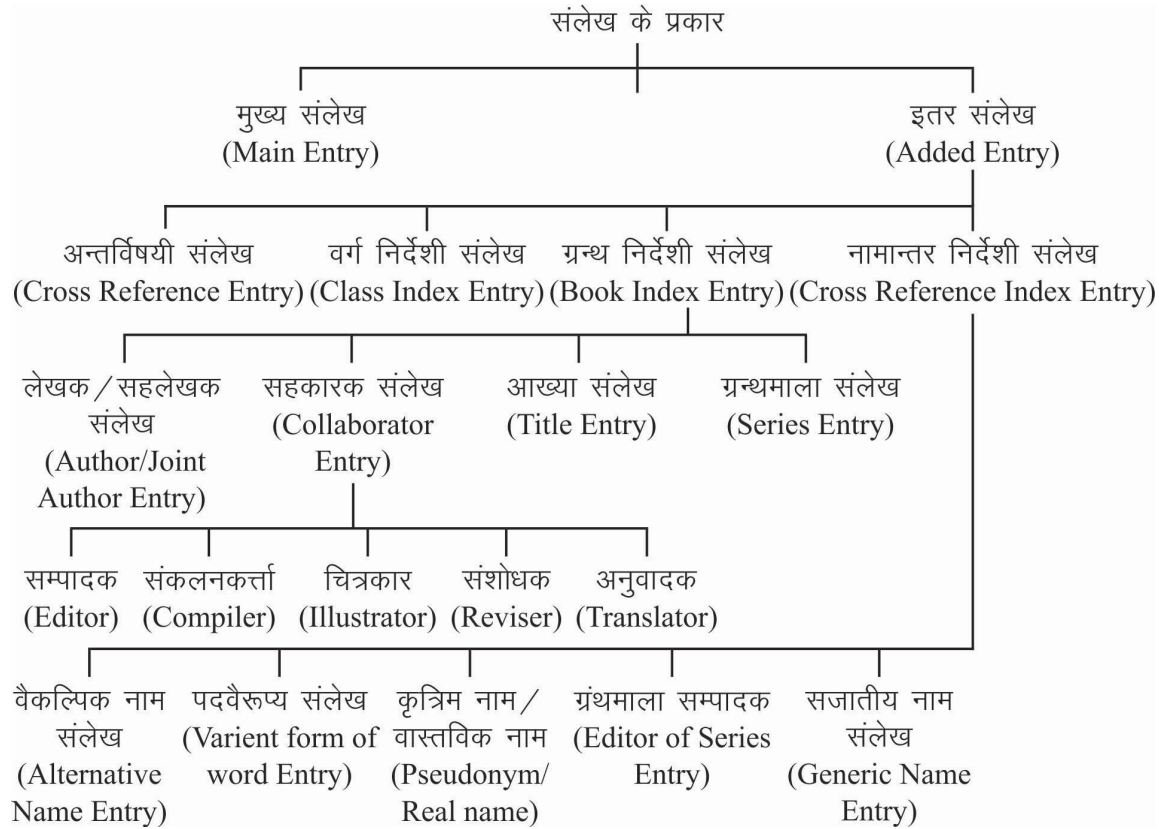 संलेख के प्रकार
मुख्य संलेख
(Main Entry)
इतर संलेख
(Added Entry)
अन्तर्विषयी संलेख
(Cross Reference Entry)
वर्ग निर्देशी संलेख
(Class Index Entry)
ग्रन्थ निर्देशी संलेख
(Book Index Entry)
नामान्तर निर्देशी संलेख
(Cross Reference Index Entry)
लेखक/सहलेखक
संलेख
(Author/Joint
Author Entry)
सहकारक संलेख
(Collaborator
Entry)
आख्या संलेख
(Title Entry)
ग्रन्थमाला संलेख
(Series Entry)
सम्पादक
(Editor)
संकलनकर्त्ता
(Compiler)
चित्रकार
(Illustrator)
संशोधक
(Reviser)
अनुवादक
(Translator)
वैकल्पिक नाम
संलेख
(Alternative
Name Entry)
पदवैरूप्य संलेख
(Varient form of
word Entry)
कृत्रिम नाम/
वास्तविक नाम
(Pseudonym/
Real name)
ग्रंथमाला सम्पादक
(Editor of Series
Entry)
सजातीय नाम
संलेख
(Generic Name
Entry)